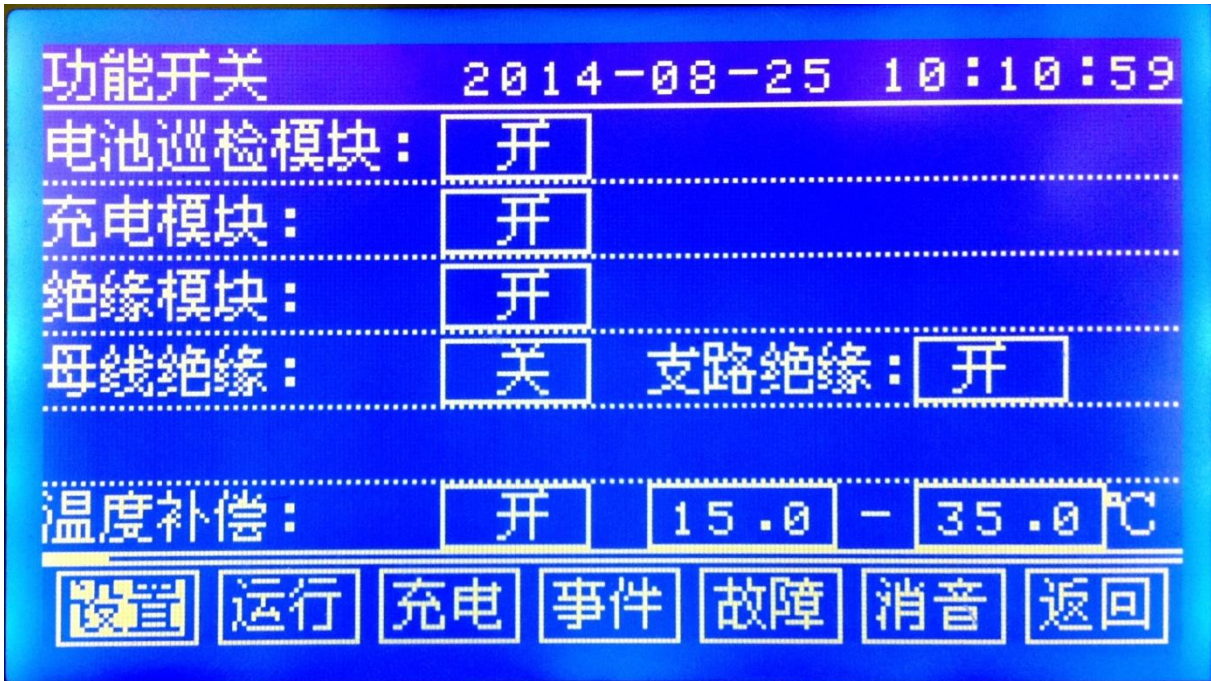 功能开关 2014-08-25 10:10:59
电池巡检模块: 开
充电模块: 开
绝缘模块: 开
母线绝缘: 关 支路绝缘: 开
温度补偿: 开 15.0 - 35.0 ℃
设置 运行 充电 事件 故障 消音 返回